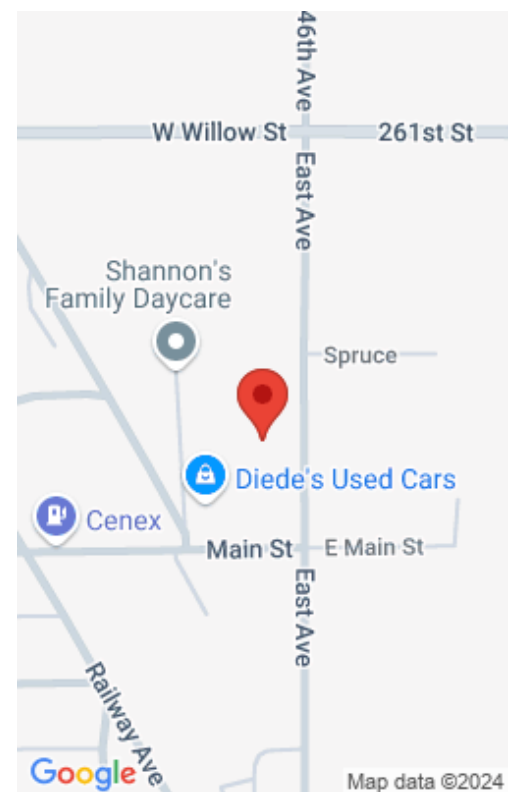 46th Ave
W Willow St
261st St
East Ave
Shannon's
Family Daycare
Spruce
Diede's Used Cars
Cenex
Main St
E Main St
East Ave
Railway Ave
Google
Map data ©2024